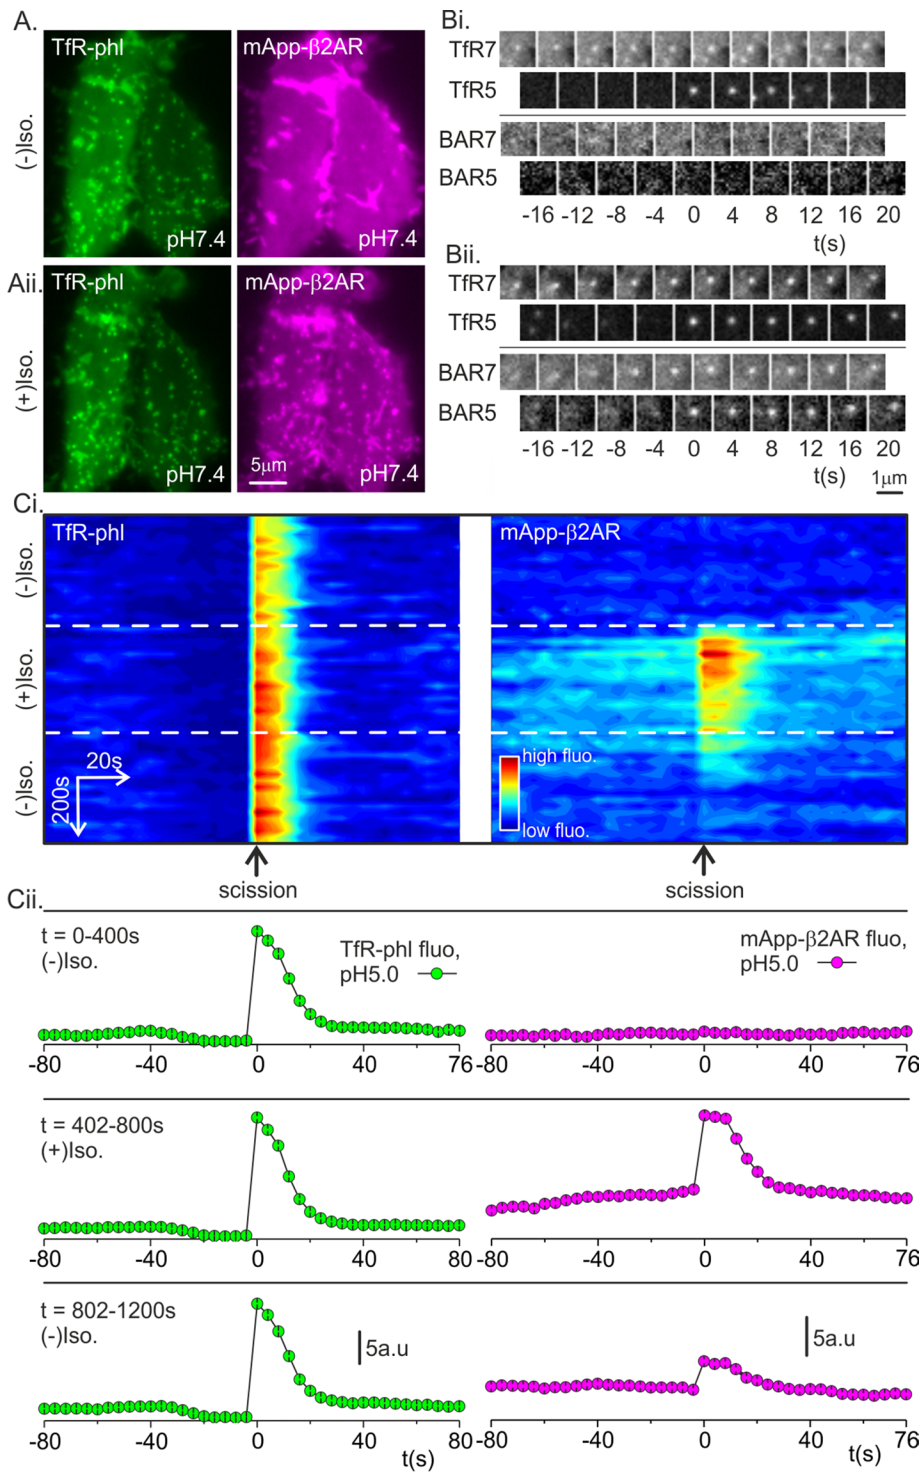 A.
TfR-phl
mApp-β2AR
(-)Iso.
pH7.4
pH7.4
Aii.
TfR-phl
mApp-β2AR
(+)Iso.
5μm
pH7.4
pH7.4
Bi.
TfR7
TfR5
BAR7
BAR5
-16 -12 -8 -4 0 4 8 12 16 20
t(s)
Bii.
TfR7
TfR5
BAR7
BAR5
-16 -12 -8 -4 0 4 8 12 16 20
t(s)
1μm
Ci.
TfR-phl
mApp-β2AR
(-)Iso.
(+)Iso.
(-)Iso.
20s
200s
high fluo.
low fluo.
scission
scission
Cii.
t = 0-400s
(-)Iso.
TfR-phl fluo,
pH5.0
mApp-β2AR fluo,
pH5.0
-80 -40 0 40 76
-80 -40 0 40 76
t = 402-800s
(+)Iso.
-80 -40 0 40 80
-80 -40 0 40 76
t = 802-1200s
(-)Iso.
5a.u
5a.u
-80 -40 0 40 80
t(s)
-80 -40 0 40 76
t(s)